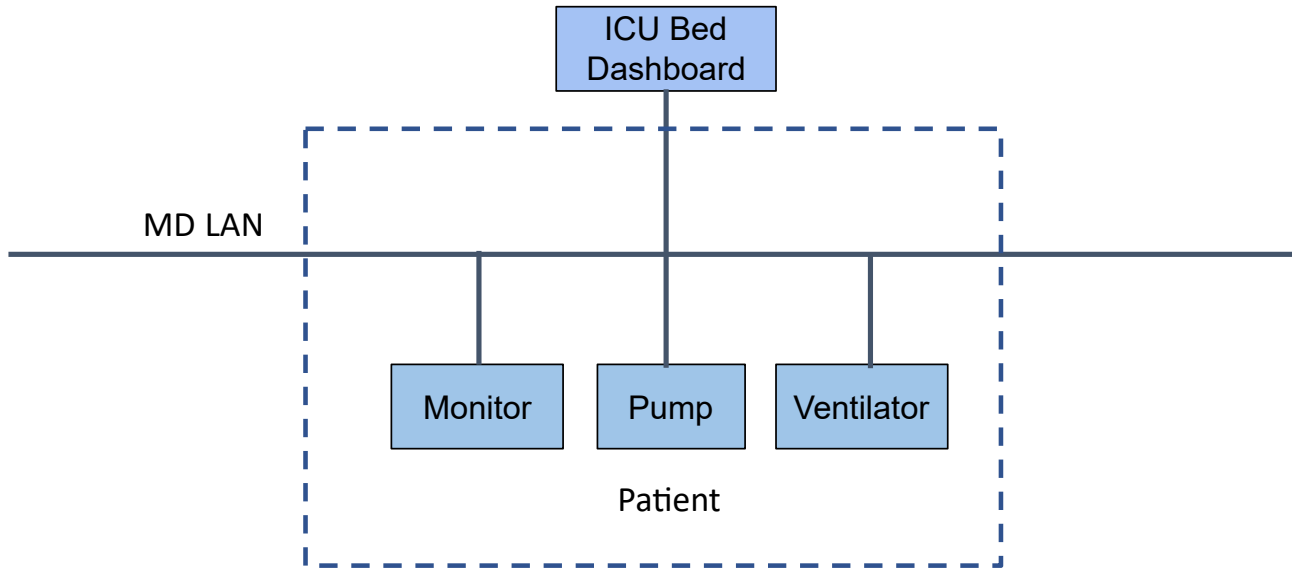 ICU Bed
Dashboard
MD LAN
Monitor
Pump
Ventilator
Patient